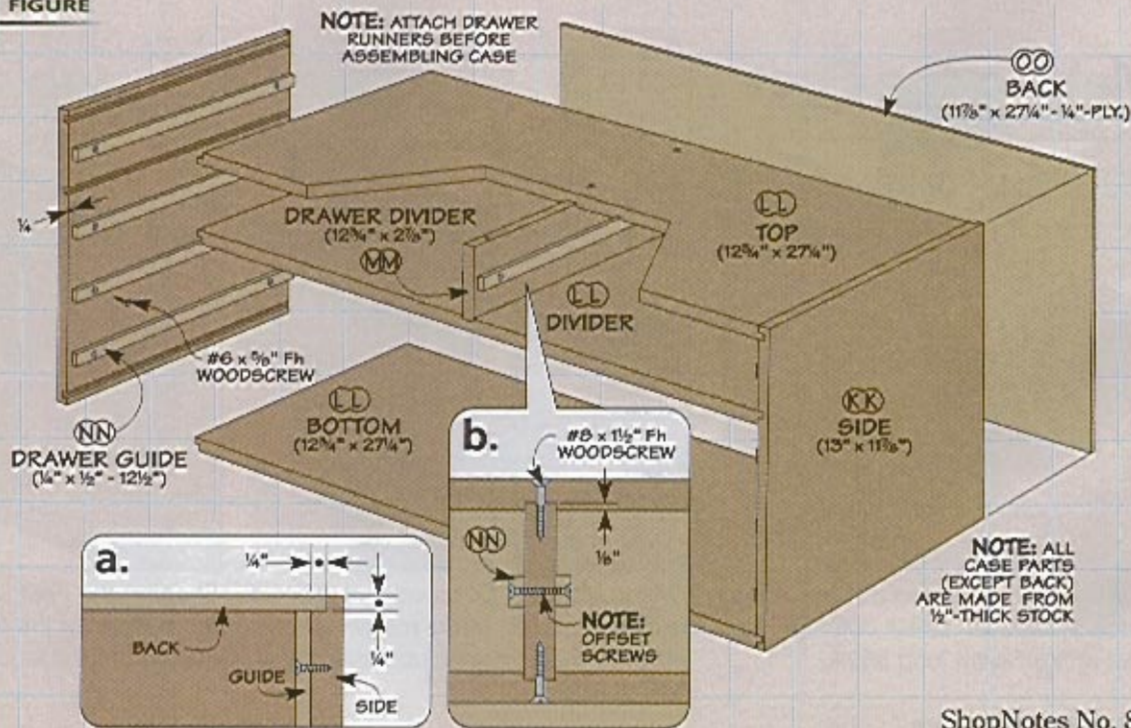 FIGURE
NOTE: ATTACH DRAWER
RUNNERS BEFORE
ASSEMBLING CASE
OO
BACK
(11⅞" x 27¼" - ¼"-PLY.)
¼
DRAWER DIVIDER
(12¾" x 2⅞")
MM
LL
TOP
(12¾" x 27¼")
LL
DIVIDER
#6 x ⅝" Fh
WOODSCREW
NN
DRAWER GUIDE
(¼" x ½" - 12½")
LL
BOTTOM
(12¾" x 27¼")
KK
SIDE
(13" x 11⅞")
b.
#8 x 1½" Fh
WOODSCREW
NN
⅛"
NOTE:
OFFSET
SCREWS
a.
¼"
¼"
BACK
GUIDE
SIDE
NOTE: ALL
CASE PARTS
(EXCEPT BACK)
ARE MADE FROM
½"-THICK STOCK
ShopNotes No.